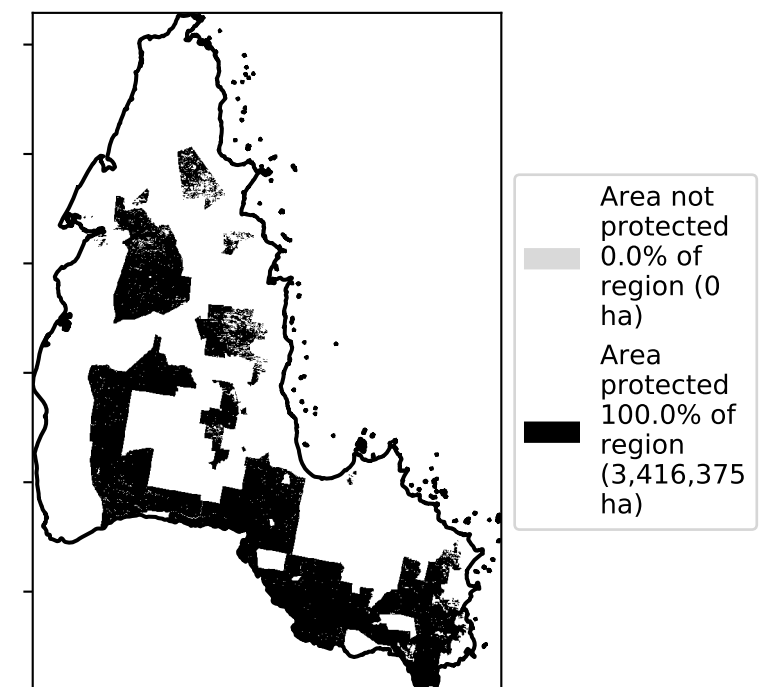 Area not
protected
0.0% of
region (0
ha)
Area
protected
100.0% of
region
(3,416,375
ha)